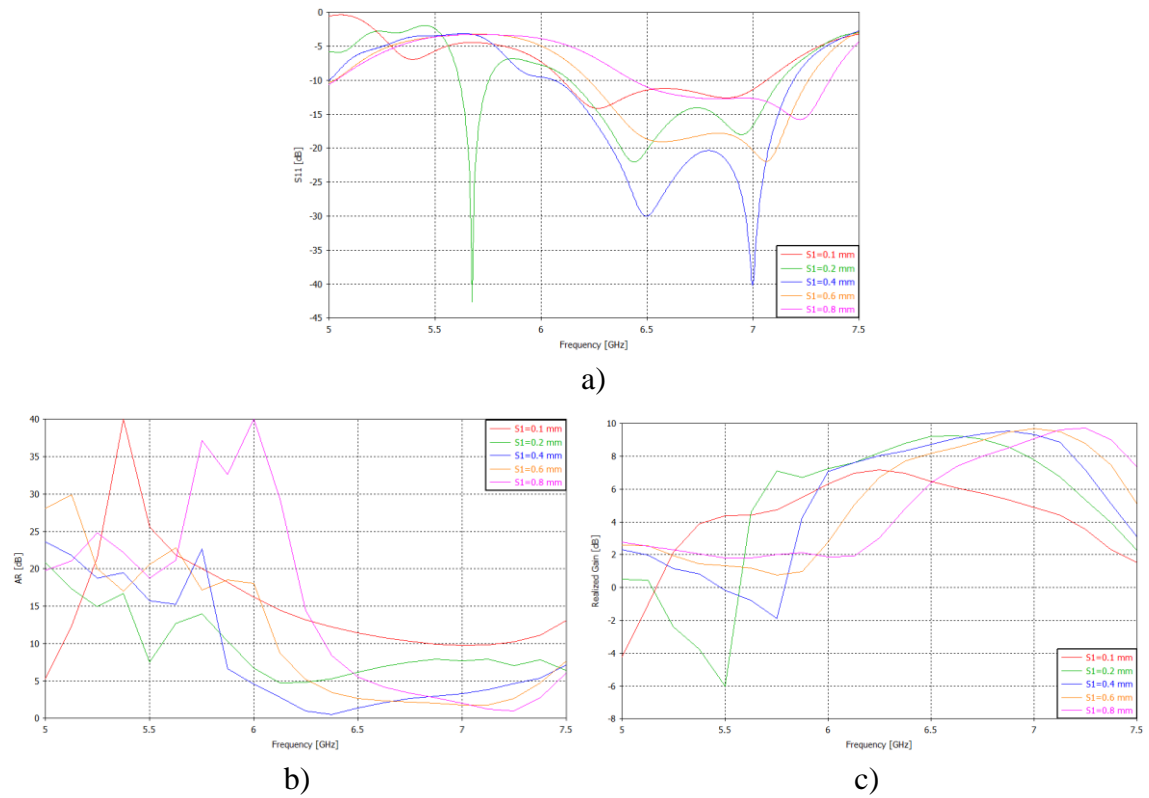 0
-5
-10
-15
-20
-25
-30
-35
-40
-45
S11 [dB]
5
5.5
6
6.5
7
7.5
Frequency [GHz]
S1=0.1 mm
S1=0.2 mm
S1=0.4 mm
S1=0.6 mm
S1=0.8 mm
a)
40
35
30
25
20
15
10
5
0
AR [dB]
5
5.5
6
6.5
7
7.5
Frequency [GHz]
S1=0.1 mm
S1=0.2 mm
S1=0.4 mm
S1=0.6 mm
S1=0.8 mm
b)
10
8
6
4
2
0
-2
-4
-6
-8
Realized Gain [dB]
5
5.5
6
6.5
7
7.5
Frequency [GHz]
S1=0.1 mm
S1=0.2 mm
S1=0.4 mm
S1=0.6 mm
S1=0.8 mm
c)